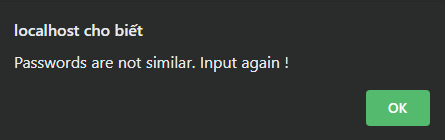 localhost cho biết
Passwords are not similar. Input again !
OK